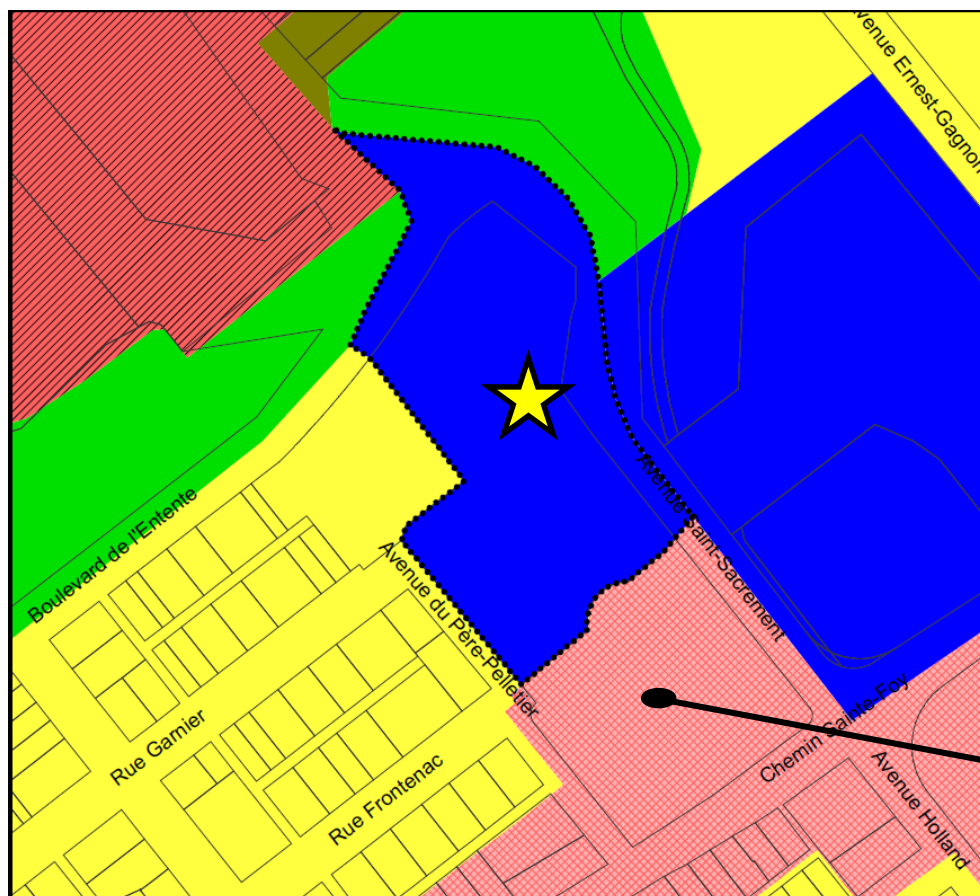 Avenue Ernest-Gagnon
Boulevard de l'Entente
Avenue Saint-Sacrement
Avenue du Père-Pelletier
Chemin Sainte-Foy
Rue Garnier
Rue Frontenac
Avenue Holland